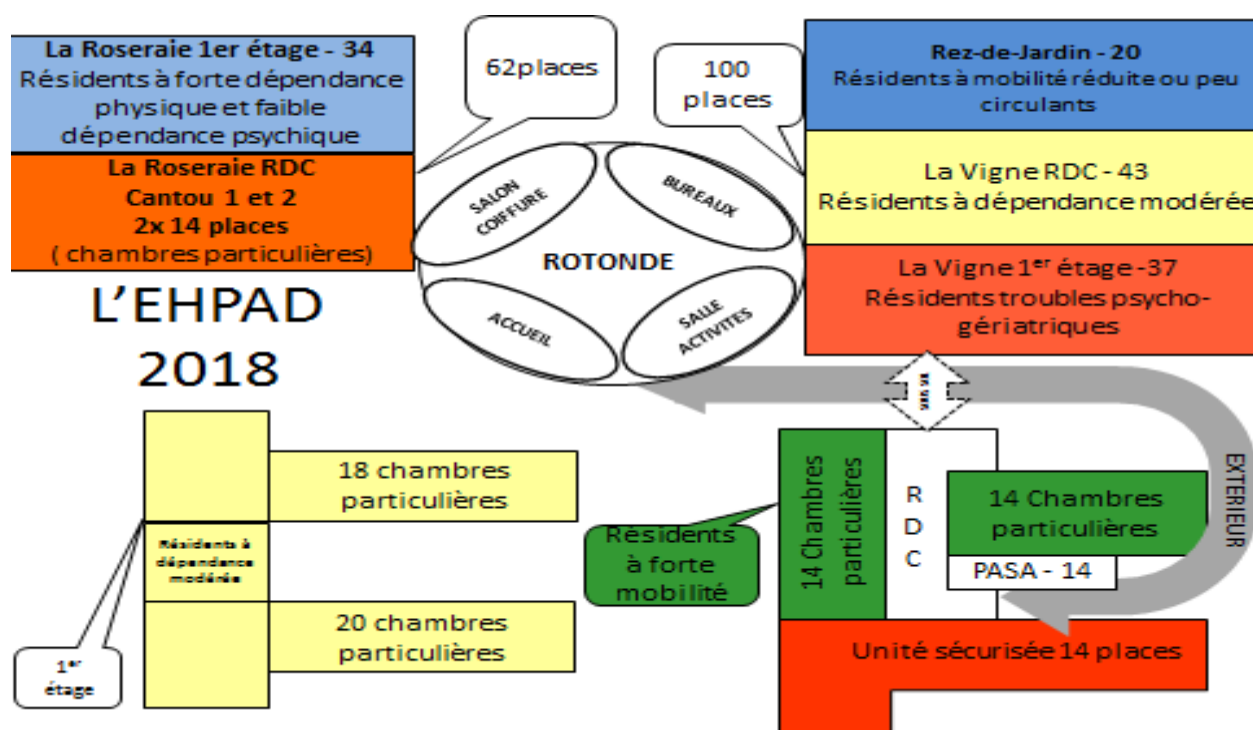 La Roseraie 1er étage - 34
Résidents à forte dépendance
physique et faible
dépendance psychique
La Roseraie RDC
Cantou 1 et 2
2x 14 places
( chambres particulières)
62places
100
places
Rez-de-Jardin - 20
Résidents à mobilité réduite ou peu
circulants
La Vigne RDC - 43
Résidents à dépendance modérée
La Vigne 1er étage -37
Résidents troubles psycho-
gériatriques
SALON
COIFFURE
BUREAUX
ROTONDE
ACCUEIL
SALLE
ACTIVITES
L'EHPAD
2018
18 chambres
particulières
Résidents à
dépendance
modérée
20 chambres
particulières
1er
étage
Résidents
à forte
mobilité
14 Chambres
particulières
R
D
C
14 Chambres
particulières
PASA - 14
EXTERIEUR
Unité sécurisée 14 places